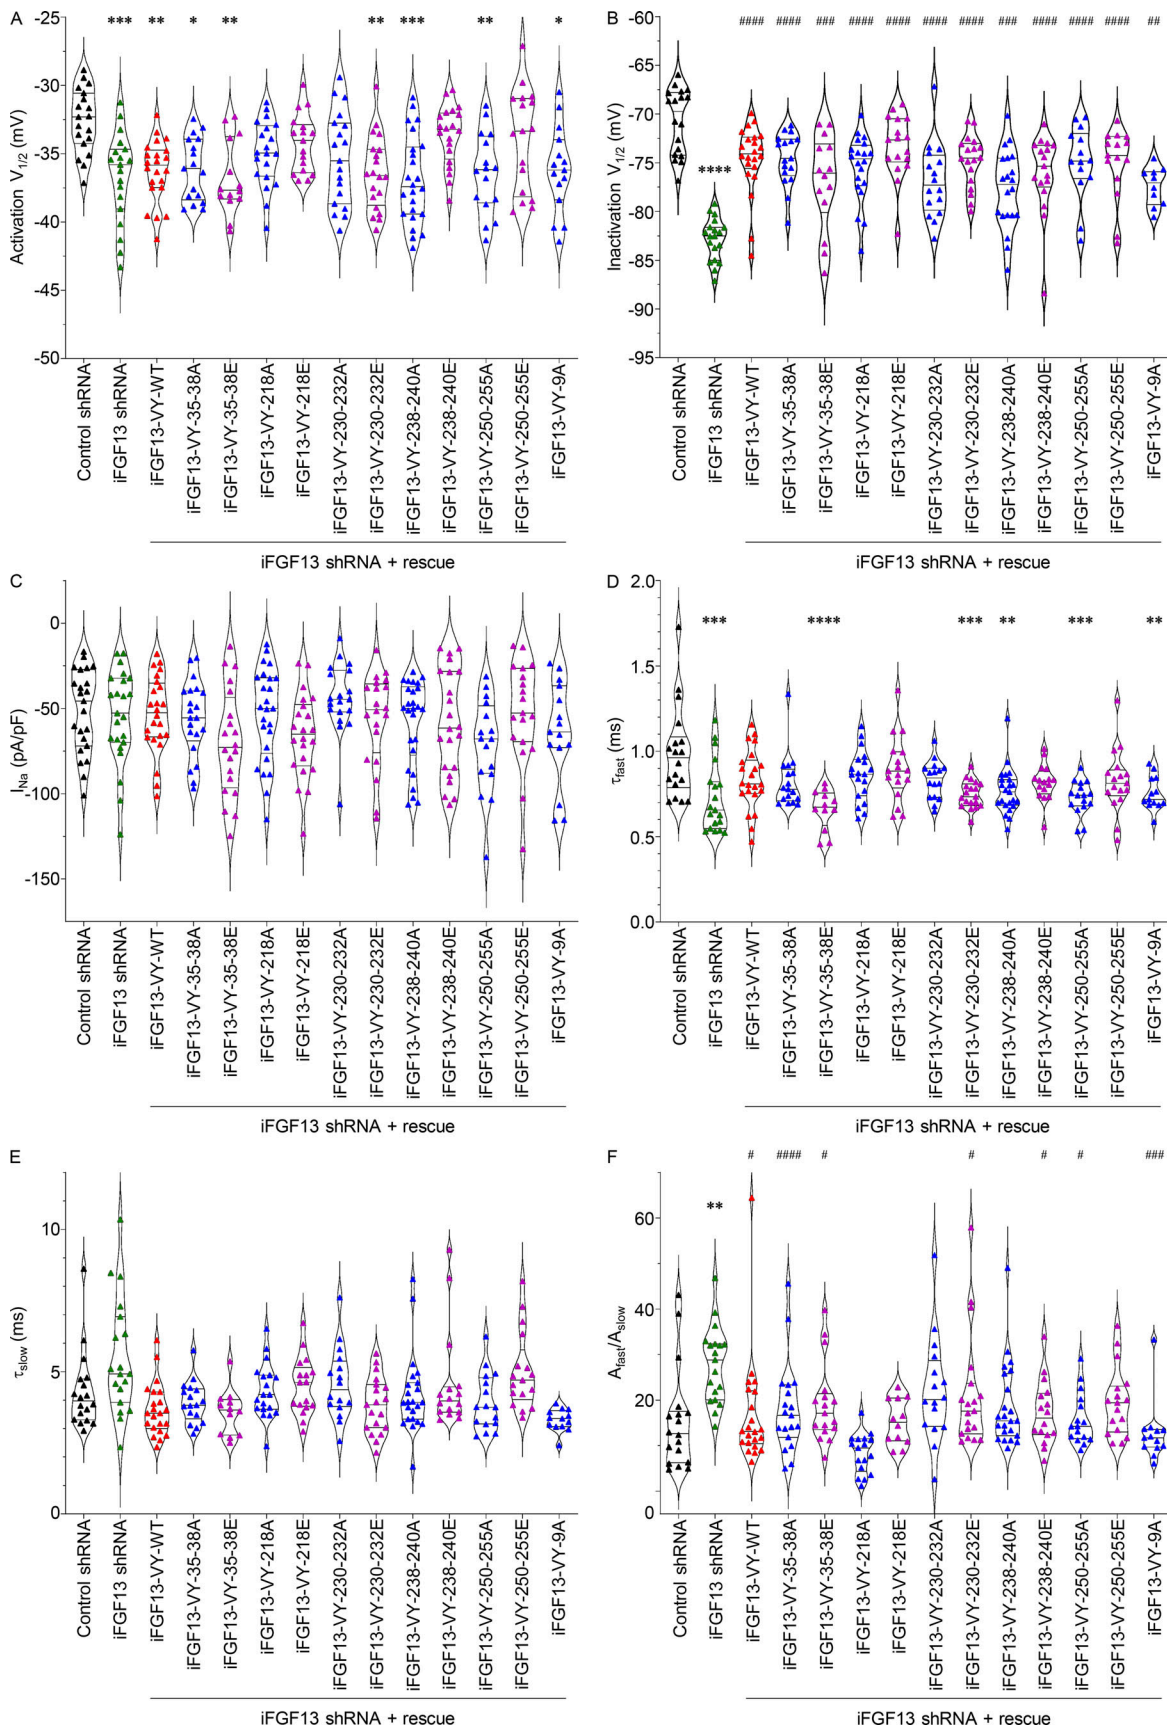 A
Activation V1/2 (mV)
-25
-30
-35
-40
-45
-50
*** ** * ** ** *** ** *
Control shRNA
iFGF13 shRNA
iFGF13-VY-WT
iFGF13-VY-35-38A
iFGF13-VY-35-38E
iFGF13-VY-218A
iFGF13-VY-218E
iFGF13-VY-230-232A
iFGF13-VY-230-232E
iFGF13-VY-238-240A
iFGF13-VY-238-240E
iFGF13-VY-250-255A
iFGF13-VY-250-255E
iFGF13-VY-9A
iFGF13 shRNA + rescue
B
Inactivation V1/2 (mV)
-60
-65
-70
-75
-80
-85
-90
-95
#### #### ### #### #### #### #### ### #### #### #### ##
****
Control shRNA
iFGF13 shRNA
iFGF13-VY-WT
iFGF13-VY-35-38A
iFGF13-VY-35-38E
iFGF13-VY-218A
iFGF13-VY-218E
iFGF13-VY-230-232A
iFGF13-VY-230-232E
iFGF13-VY-238-240A
iFGF13-VY-238-240E
iFGF13-VY-250-255A
iFGF13-VY-250-255E
iFGF13-VY-9A
iFGF13 shRNA + rescue
C
INa (pA/pF)
0
-50
-100
-150
Control shRNA
iFGF13 shRNA
iFGF13-VY-WT
iFGF13-VY-35-38A
iFGF13-VY-35-38E
iFGF13-VY-218A
iFGF13-VY-218E
iFGF13-VY-230-232A
iFGF13-VY-230-232E
iFGF13-VY-238-240A
iFGF13-VY-238-240E
iFGF13-VY-250-255A
iFGF13-VY-250-255E
iFGF13-VY-9A
iFGF13 shRNA + rescue
D
τfast (ms)
2.0
1.5
1.0
0.5
0.0
*** **** *** ** *** **
Control shRNA
iFGF13 shRNA
iFGF13-VY-WT
iFGF13-VY-35-38A
iFGF13-VY-35-38E
iFGF13-VY-218A
iFGF13-VY-218E
iFGF13-VY-230-232A
iFGF13-VY-230-232E
iFGF13-VY-238-240A
iFGF13-VY-238-240E
iFGF13-VY-250-255A
iFGF13-VY-250-255E
iFGF13-VY-9A
iFGF13 shRNA + rescue
E
τslow (ms)
10
5
0
Control shRNA
iFGF13 shRNA
iFGF13-VY-WT
iFGF13-VY-35-38A
iFGF13-VY-35-38E
iFGF13-VY-218A
iFGF13-VY-218E
iFGF13-VY-230-232A
iFGF13-VY-230-232E
iFGF13-VY-238-240A
iFGF13-VY-238-240E
iFGF13-VY-250-255A
iFGF13-VY-250-255E
iFGF13-VY-9A
iFGF13 shRNA + rescue
F
Afast/Aslow
60
40
20
0
# #### # # # # ###
**
Control shRNA
iFGF13 shRNA
iFGF13-VY-WT
iFGF13-VY-35-38A
iFGF13-VY-35-38E
iFGF13-VY-218A
iFGF13-VY-218E
iFGF13-VY-230-232A
iFGF13-VY-230-232E
iFGF13-VY-238-240A
iFGF13-VY-238-240E
iFGF13-VY-250-255A
iFGF13-VY-250-255E
iFGF13-VY-9A
iFGF13 shRNA + rescue